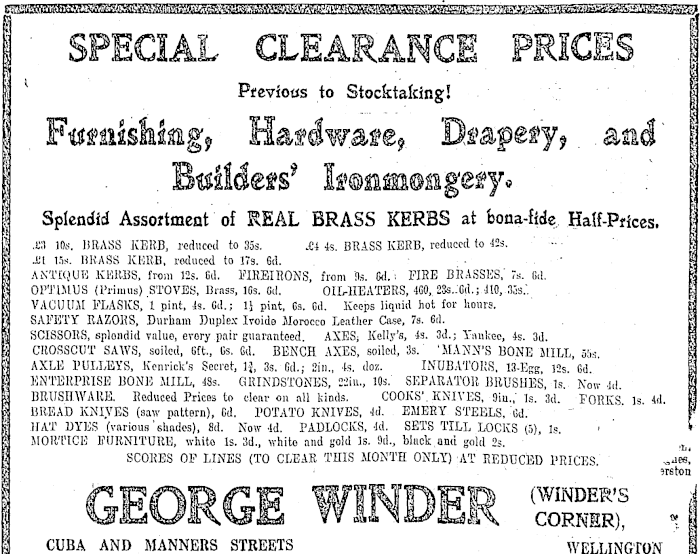 SPECIAL CLEARANCE PRICES
Previous to Stocktaking!
Furnishing, Hardware, Drapery, and
Builders' Ironmongery.
Splendid Assortment of REAL BRASS KERBS at bona-fide Half-Prices.
£3 10s. BRASS KERB, reduced to 35s. £4 4s. BRASS KERB, reduced to 42s.
£1 15s. BRASS KERB, reduced to 17s. 6d.
ANTIQUE KERBS, from 12s. 6d. FIREIRONS, from 9s. 6d. FIRE BRASSES, 7s. 6d.
OPTIMUS (Primus) STOVES, Brass, 16s. 6d. OIL-HEATERS, 460, 23s. 6d.; 410, 35s.
VACUUM FLASKS, 1 pint, 4s. 6d.; 1½ pint, 6s. 6d. Keeps liquid hot for hours.
SAFETY RAZORS, Durham Duplex Ivoide Morocco Leather Case, 7s. 6d.
SCISSORS, splendid value, every pair guaranteed. AXES, Kelly's, 4s. 3d.; Yankee, 4s. 3d.
CROSSCUT SAWS, soiled, 6ft., 6s. 6d. BENCH AXES, soiled, 3s. MANN'S BONE MILL, 55s.
AXLE PULLEYS, Kenrick's Secret, 1¾, 3s. 6d.; 2in., 4s. doz. INUBATORS, 13-Egg, 12s. 6d.
ENTERPRISE BONE MILL, 48s. GRINDSTONES, 22in., 10s. SEPARATOR BRUSHES, 1s. Now 4d.
BRUSHWARE. Reduced Prices to clear on all kinds. COOKS' KNIVES, 9in., 1s. 3d. FORKS, 1s. 4d.
BREAD KNIVES (saw pattern), 6d. POTATO KNIVES, 4d. EMERY STEELS, 6d.
HAT DYES (various shades), 8d. Now 4d. PADLOCKS, 4d. SETS TILL LOCKS (5), 1s.
MORTICE FURNITURE, white 1s. 3d., white and gold 1s. 9d., black and gold 2s.
SCORES OF LINES (TO CLEAR THIS MONTH ONLY) AT REDUCED PRICES.
GEORGE WINDER (WINDER'S
CORNER),
CUBA AND MANNERS STREETS WELLINGTON